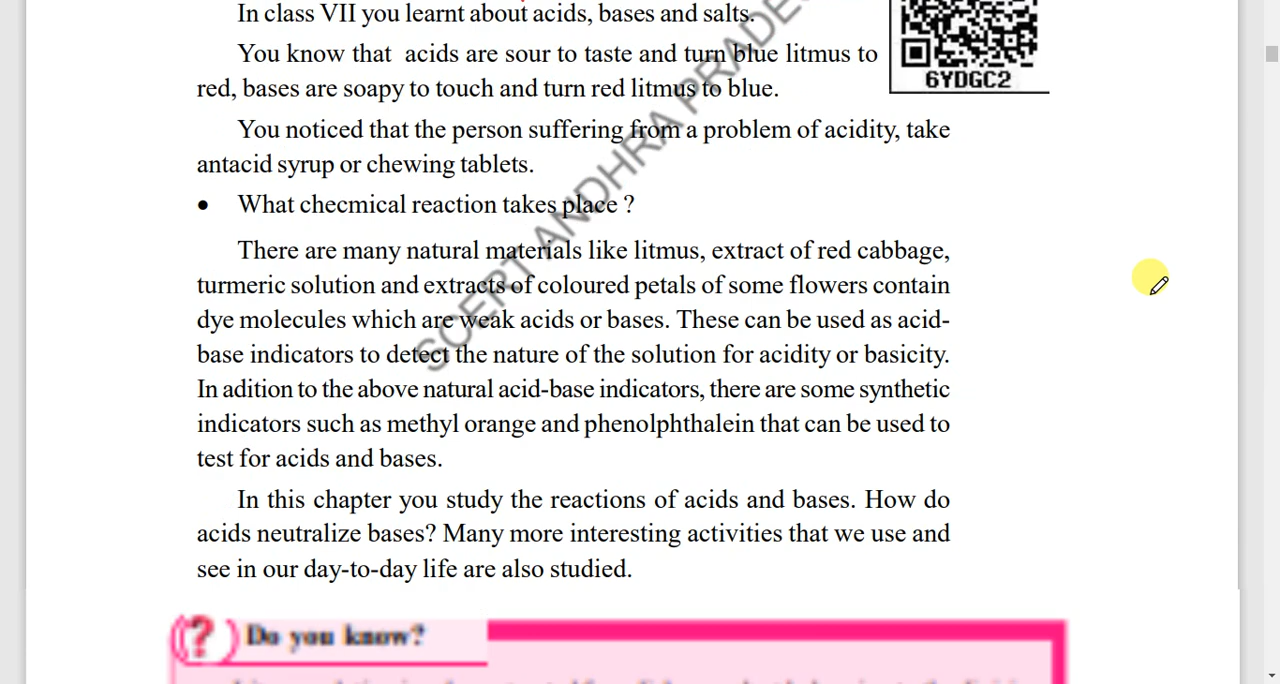 In class VII you learnt about acids, bases and salts.
You know that acids are sour to taste and turn blue litmus to
red, bases are soapy to touch and turn red litmus to blue.
6YDGC2
You noticed that the person suffering from a problem of acidity, take
antacid syrup or chewing tablets.
• What checmical reaction takes place ?
There are many natural materials like litmus, extract of red cabbage,
turmeric solution and extracts of coloured petals of some flowers contain
dye molecules which are weak acids or bases. These can be used as acid-
base indicators to detect the nature of the solution for acidity or basicity.
In adition to the above natural acid-base indicators, there are some synthetic
indicators such as methyl orange and phenolphthalein that can be used to
test for acids and bases.
In this chapter you study the reactions of acids and bases. How do
acids neutralize bases? Many more interesting activities that we use and
see in our day-to-day life are also studied.
? Do you know?
SCERT ANDHRA PRADE